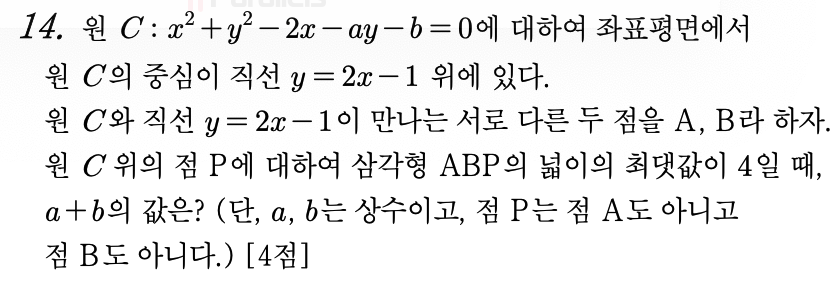 14. 원 C : x²+y²-2x-ay-b=0에 대하여 좌표평면에서
원 C의 중심이 직선 y=2x-1 위에 있다.
원 C와 직선 y=2x-1이 만나는 서로 다른 두 점을 A, B라 하자.
원 C 위의 점 P에 대하여 삼각형 ABP의 넓이의 최댓값이 4일 때,
a+b의 값은? (단, a, b는 상수이고, 점 P는 점 A도 아니고
점 B도 아니다.) [4점]